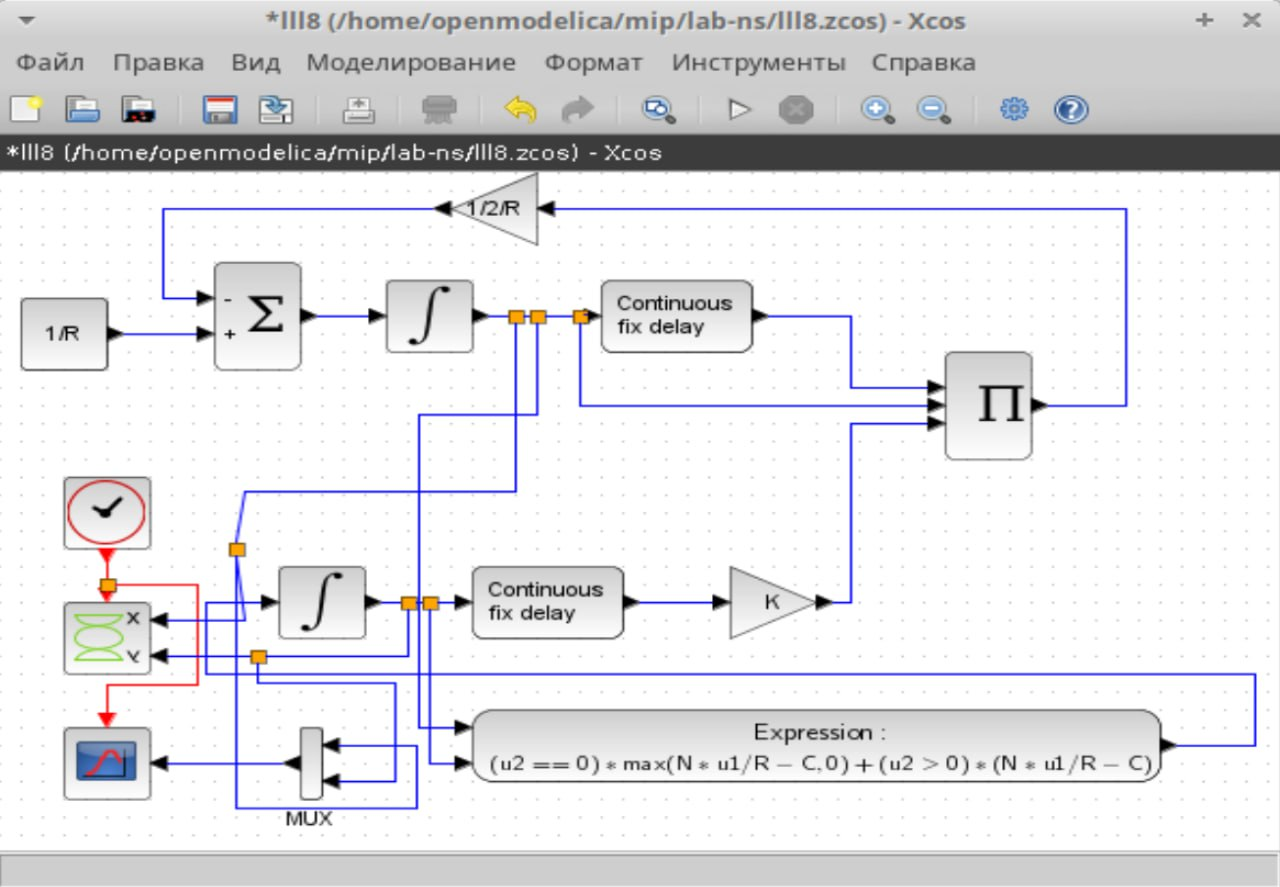 *lll8 (/home/openmodelica/mip/lab-ns/lll8.zcos) - Xcos
Файл Правка Вид Моделирование Формат Инструменты Справка
*lll8 (/home/openmodelica/mip/lab-ns/lll8.zcos) - Xcos
1/2/R
1/R
-
+
Σ
∫
Continuous
fix delay
Π
X
Y
∫
Continuous
fix delay
K
Expression :
(u2 == 0) * max(N * u1/R − C, 0) + (u2 > 0) * (N * u1/R − C)
MUX